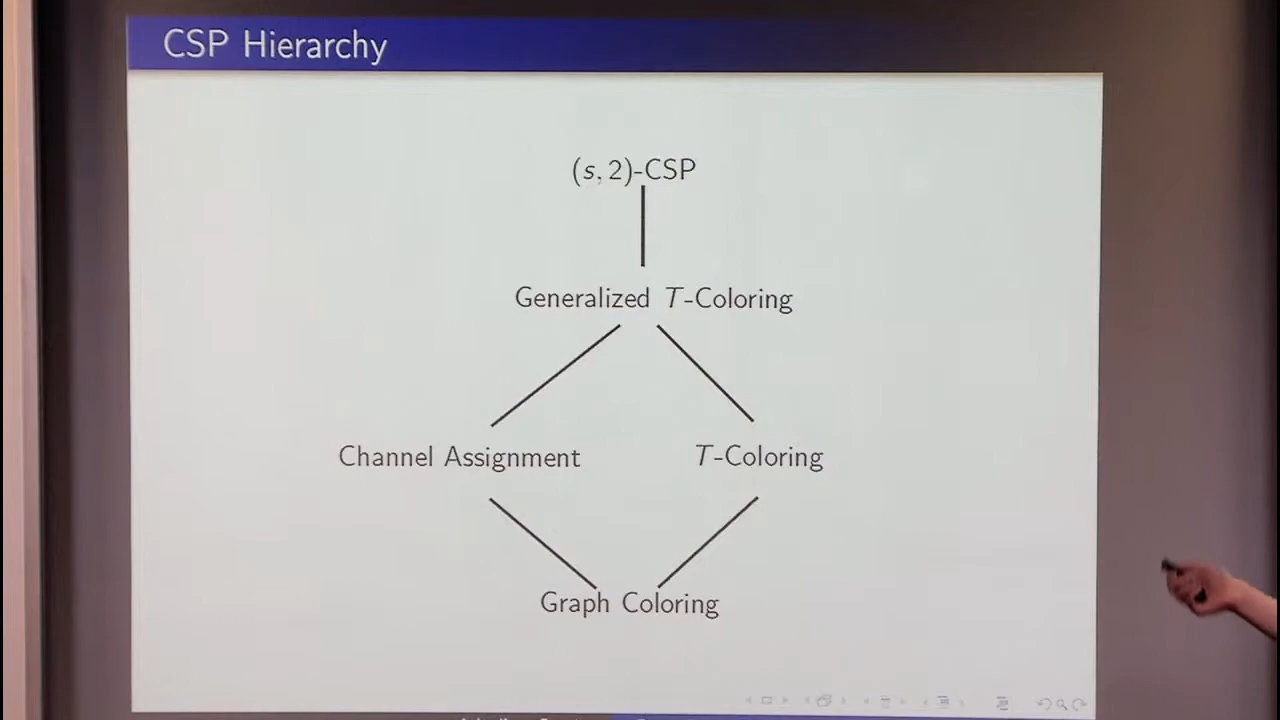 CSP Hierarchy
(s, 2)-CSP
Generalized T-Coloring
Channel Assignment
T-Coloring
Graph Coloring